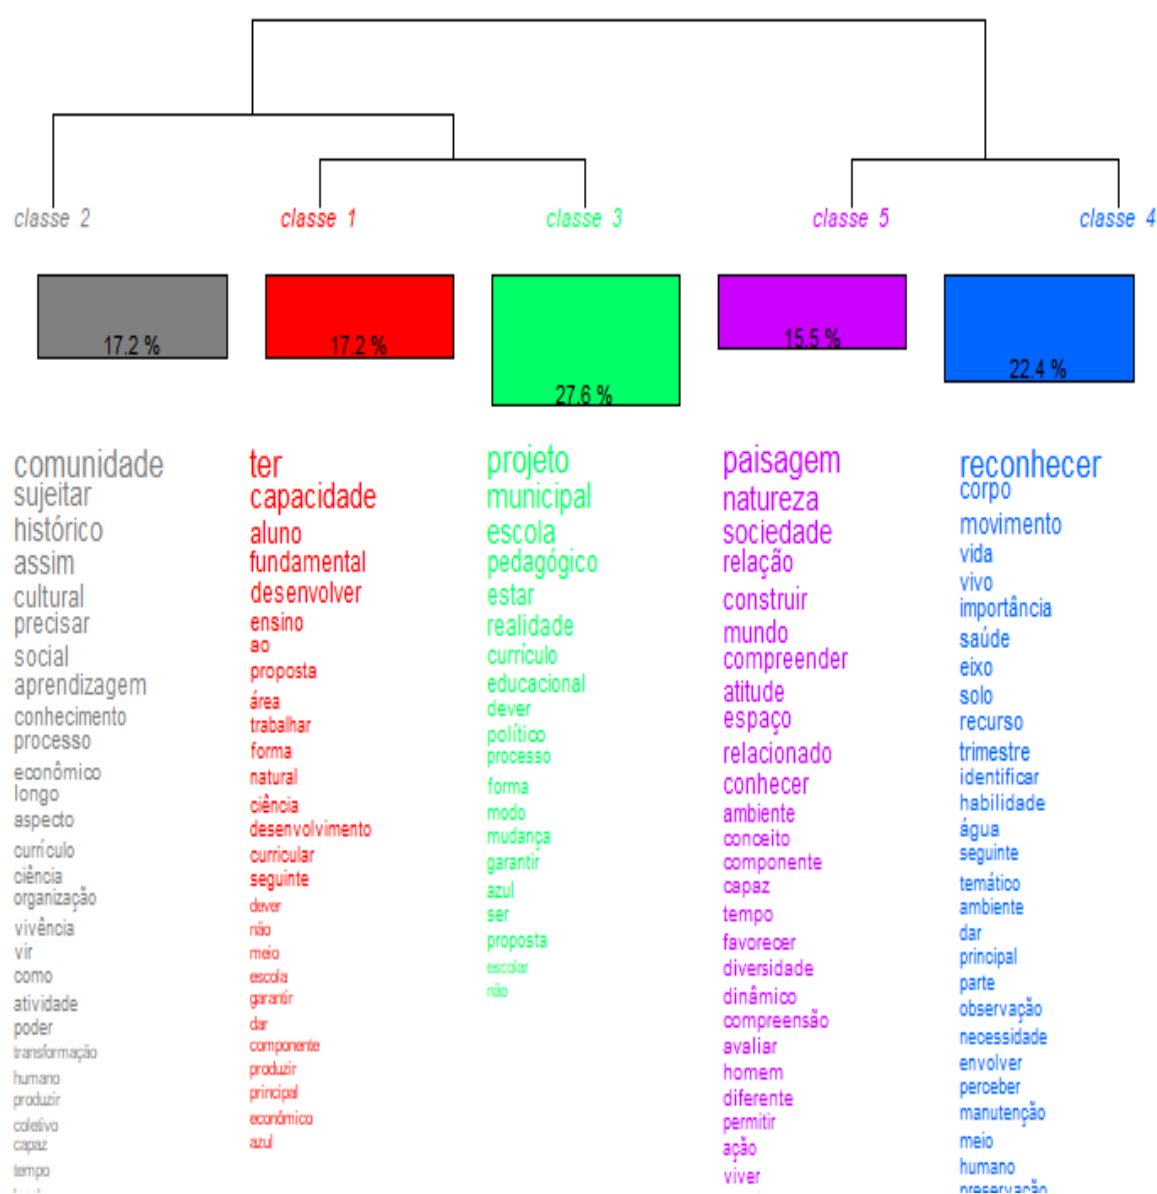 classe 2
classe 1
classe 3
classe 5
classe 4
17.2 %
17.2 %
27.6 %
15.5 %
22.4 %
comunidade
sujeitar
histórico
assim
cultural
precisar
social
aprendizagem
conhecimento
processo
econômico
longo
aspecto
currículo
ciência
organização
vivência
vir
como
atividade
poder
transformação
humano
produzir
coletivo
capaz
tempo
ter
capacidade
aluno
fundamental
desenvolver
ensino
ao
proposta
área
trabalhar
forma
natural
ciência
desenvolvimento
curricular
seguinte
dever
não
meio
escola
garantir
dar
componente
produzir
principal
econômico
azul
projeto
municipal
escola
pedagógico
estar
realidade
currículo
educacional
dever
político
processo
forma
modo
mudança
garantir
azul
ser
proposta
escolar
não
paisagem
natureza
sociedade
relação
construir
mundo
compreender
atitude
espaço
relacionado
conhecer
ambiente
conceito
componente
capaz
tempo
favorecer
diversidade
dinâmico
compreensão
avaliar
homem
diferente
permitir
ação
viver
reconhecer
corpo
movimento
vida
vivo
importância
saúde
eixo
solo
recurso
trimestre
identificar
habilidade
água
seguinte
temático
ambiente
dar
principal
parte
observação
necessidade
envolver
perceber
manutenção
meio
humano
preservação